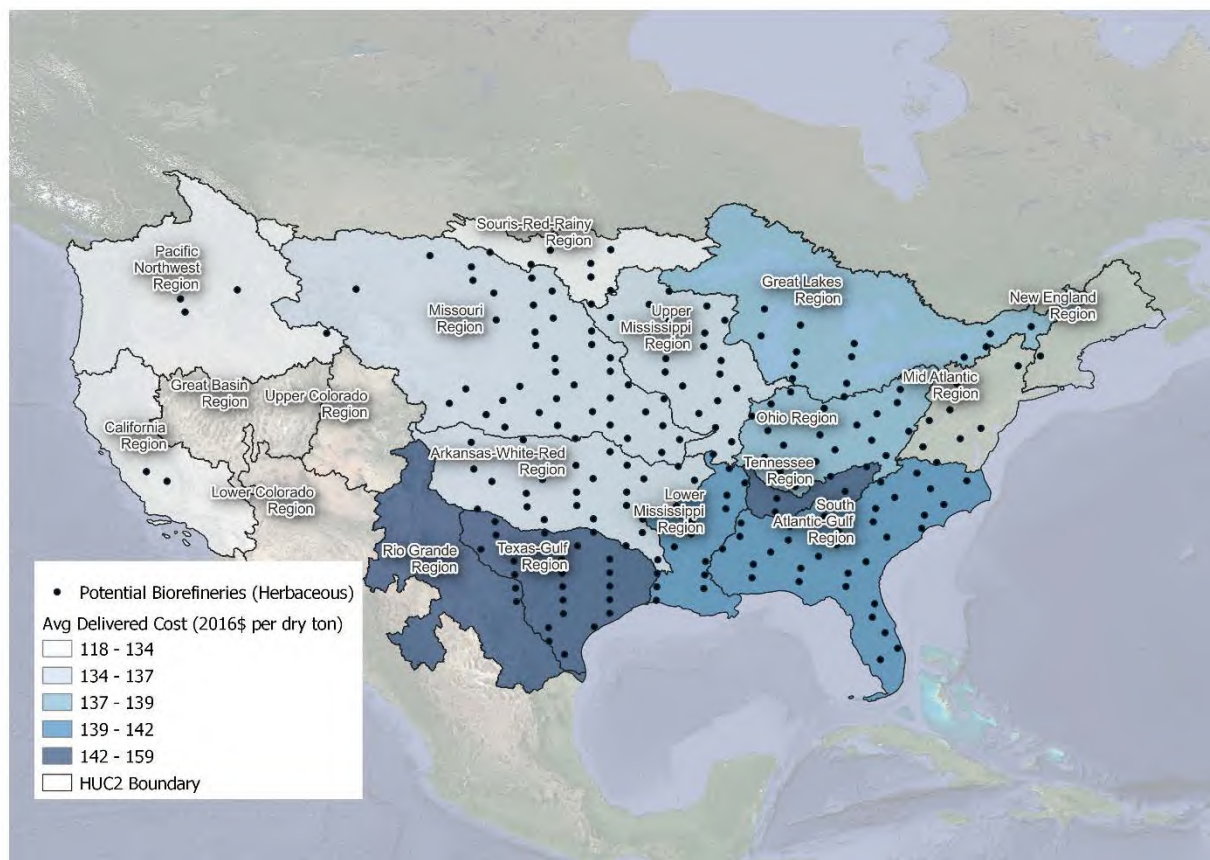 Souris-Red-Rainy
Region
Pacific
Northwest
Region
Great Lakes
Region
New England
Region
Missouri
Region
Upper
Mississippi
Region
Great Basin
Region
Upper Colorado
Region
Mid Atlantic
Region
California
Region
Ohio Region
Arkansas-White-Red
Region
Tennessee
Region
Lower Colorado
Region
Lower
Mississippi
Region
South
Atlantic-Gulf
Region
Rio Grande
Region
Texas-Gulf
Region
Potential Biorefineries (Herbaceous)
Avg Delivered Cost (2016$ per dry ton)
118 - 134
134 - 137
137 - 139
139 - 142
142 - 159
HUC2 Boundary